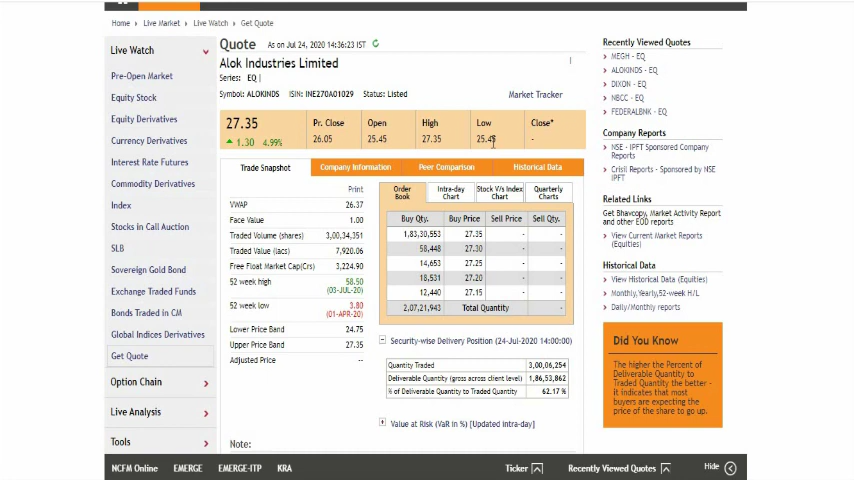 Home › Live Market › Live Watch › Get Quote
Live Watch
Pre-Open Market
Equity Stock
Equity Derivatives
Currency Derivatives
Interest Rate Futures
Commodity Derivatives
Index
Stocks in Call Auction
SLB
Sovereign Gold Bond
Exchange Traded Funds
Bonds Traded in CM
Global Indices Derivatives
Get Quote
Option Chain
Live Analysis
Tools
Quote As on Jul 24, 2020 14:36:23 IST
Alok Industries Limited
Series: EQ |
Symbol: ALOKINDS ISIN: INE270A01029 Status: Listed
Market Tracker
27.35 Pr. Close Open High Low Close*
1.30 4.99% 26.05 25.45 27.35 25.45 -
Trade Snapshot Company Information Peer Comparison Historical Data
Print
VWAP 26.37
Face Value 1.00
Traded Volume (shares) 3,00,34,351
Traded Value (lacs) 7,920.06
Free Float Market Cap(Crs) 3,224.90
52 week high 58.50
(03-JUL-20)
52 week low 3.80
(01-APR-20)
Lower Price Band 24.75
Upper Price Band 27.35
Adjusted Price --
Order Book Intra-day Chart Stock V/s Index Chart Quarterly Charts
Buy Qty. Buy Price Sell Price Sell Qty.
1,83,30,553 27.35 - -
58,448 27.30 - -
14,653 27.25 - -
18,531 27.20 - -
12,440 27.15 - -
2,07,21,943 Total Quantity -
Security-wise Delivery Position (24-Jul-2020 14:00:00)
Quantity Traded 3,00,06,254
Deliverable Quantity (gross across client level) 1,86,53,862
% of Deliverable Quantity to Traded Quantity 62.17 %
Value at Risk (VaR in %) [Updated intra-day]
Note:
Recently Viewed Quotes
› MEGH - EQ
› ALOKINDS - EQ
› DIXON - EQ
› NBCC - EQ
› FEDERALBNK - EQ
Company Reports
› NSE - IPFT Sponsored Company
Reports
› Crisil Reports - Sponsored by NSE
IPFT
Related Links
Get Bhavcopy, Market Activity Report
and other EOD reports
› View Current Market Reports
(Equities)
Historical Data
› View Historical Data (Equities)
› Monthly,Yearly,52-week H/L
› Daily/Monthly reports
Did You Know
The higher the Percent of
Deliverable Quantity to
Traded Quantity the better -
it indicates that most
buyers are expecting the
price of the share to go up.
NCFM Online EMERGE EMERGE-ITP KRA Ticker Recently Viewed Quotes Hide